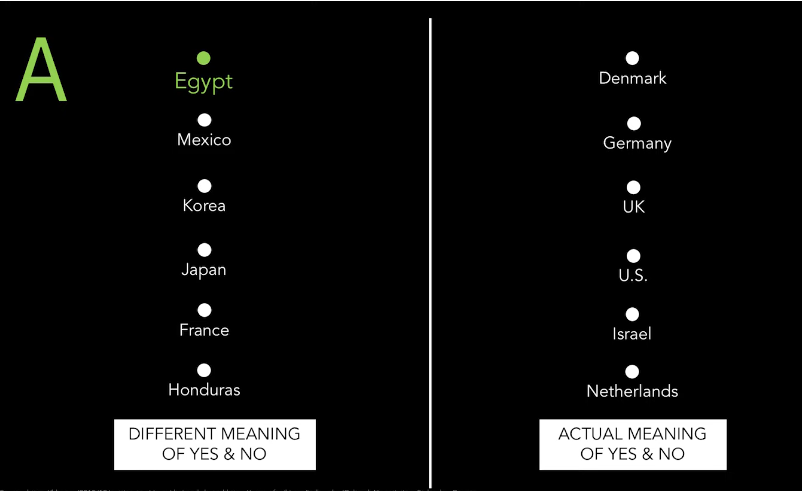 A
Egypt
Mexico
Korea
Japan
France
Honduras
DIFFERENT MEANING
OF YES & NO
Denmark
Germany
UK
U.S.
Israel
Netherlands
ACTUAL MEANING
OF YES & NO